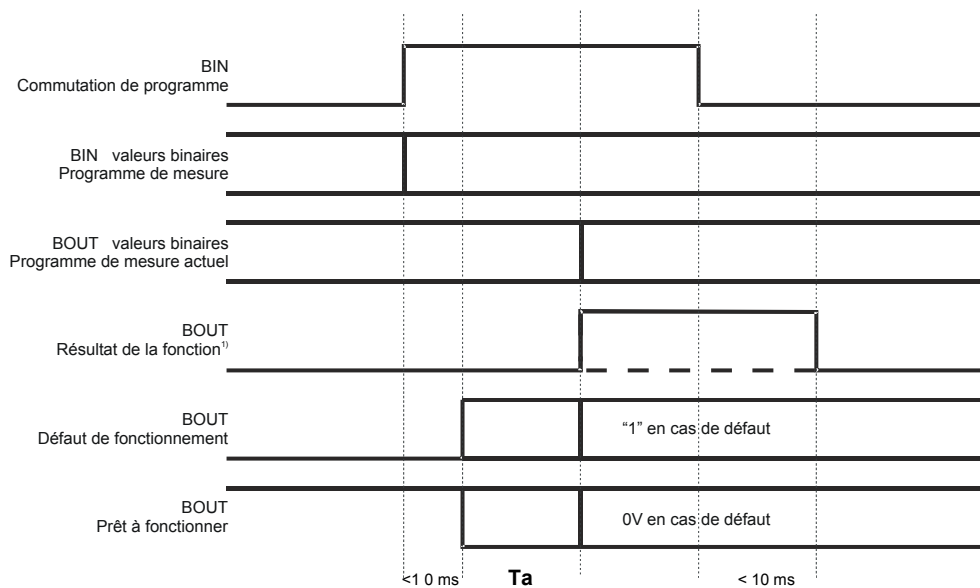 BIN
Commutation de programme
BIN valeurs binaires
Programme de mesure
BOUT valeurs binaires
Programme de mesure actuel
BOUT
Résultat de la fonction1)
BOUT
Défaut de fonctionnement
“1” en cas de défaut
BOUT
Prêt à fonctionner
0V en cas de défaut
<1 0 ms
Ta
< 10 ms